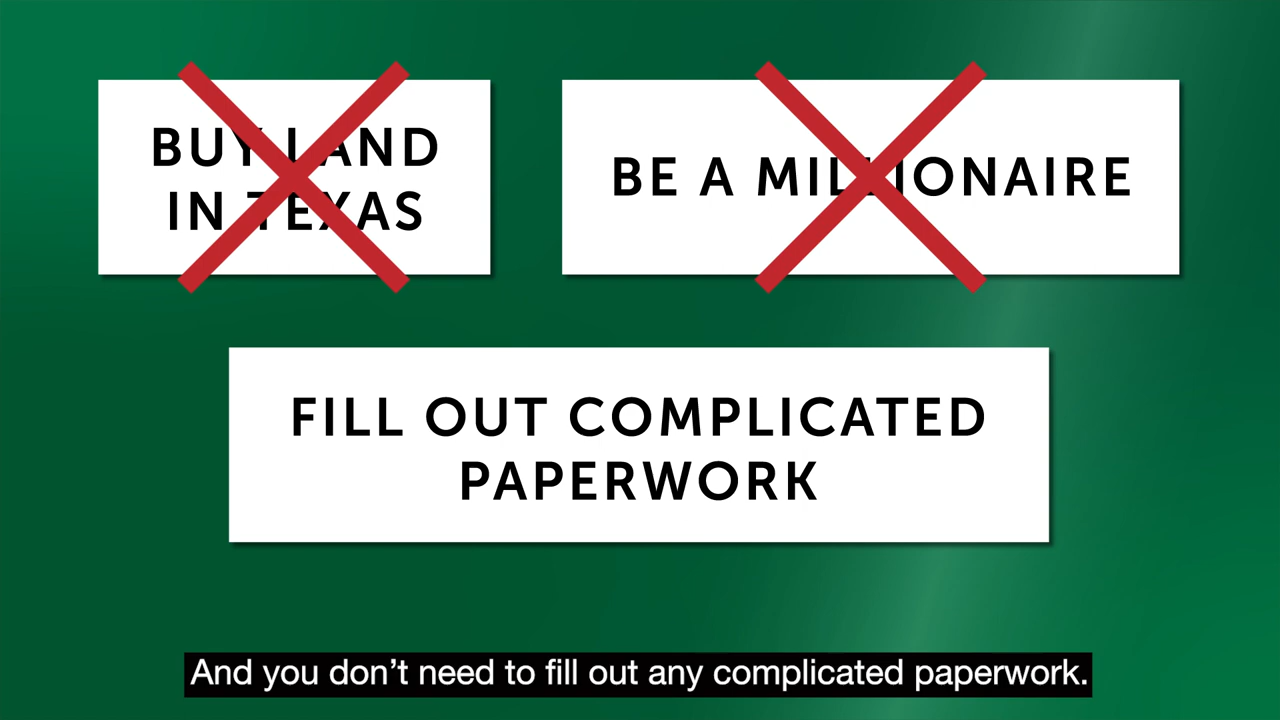 BUY LAND
IN TEXAS
BE A MILLIONAIRE
FILL OUT COMPLICATED
PAPERWORK
And you don’t need to fill out any complicated paperwork.